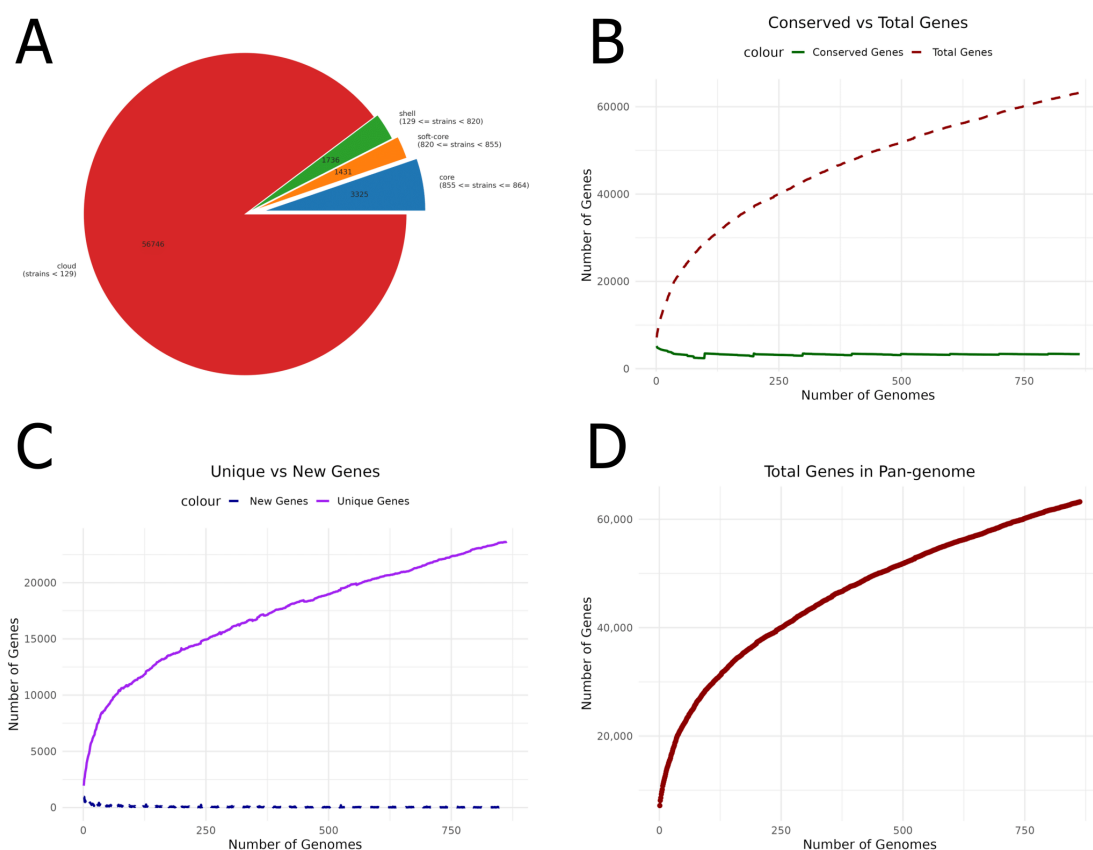 A
shell
(129 <= strains < 820)
soft-core
(820 <= strains < 855)
core
(855 <= strains <= 864)
1736
1431
3325
56746
cloud
(strains < 129)
B
Conserved vs Total Genes
colour Conserved Genes Total Genes
Number of Genes
60000
40000
20000
0
0 250 500 750
Number of Genomes
C
Unique vs New Genes
colour New Genes Unique Genes
Number of Genes
20000
15000
10000
5000
0
0 250 500 750
Number of Genomes
D
Total Genes in Pan-genome
Number of Genes
60,000
40,000
20,000
0 250 500 750
Number of Genomes